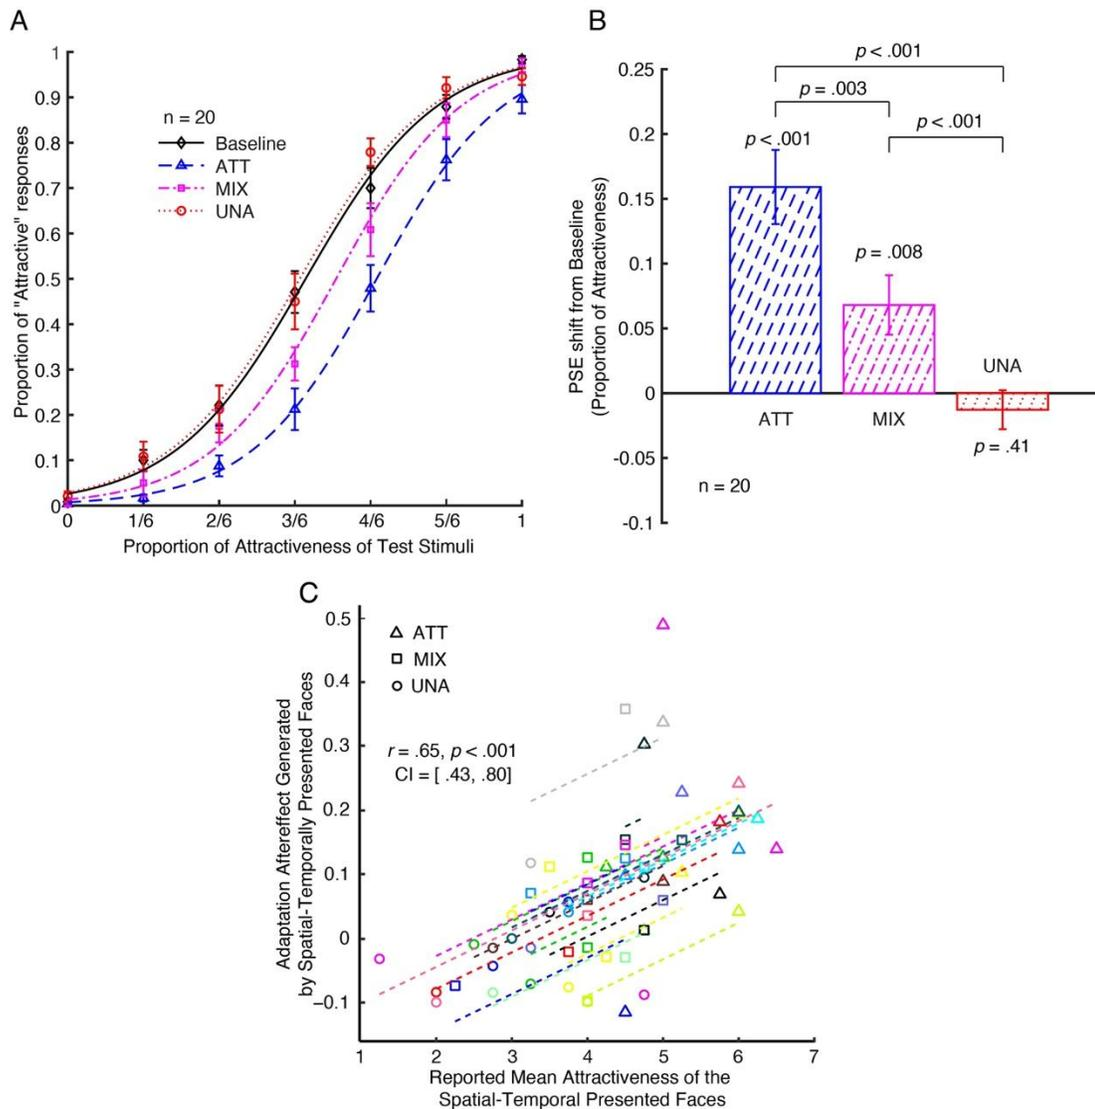 A
Proportion of "Attractive" responses
1
0.9
0.8
0.7
0.6
0.5
0.4
0.3
0.2
0.1
0
n = 20
Baseline
ATT
MIX
UNA
0 1/6 2/6 3/6 4/6 5/6 1
Proportion of Attractiveness of Test Stimuli
B
PSE shift from Baseline
(Proportion of Attractiveness)
0.25
0.2
0.15
0.1
0.05
0
-0.05
-0.1
p < .001
p = .003
p < .001
p < .001
p = .008
UNA
ATT MIX
p = .41
n = 20
C
Adaptation Aftereffect Generated
by Spatial-Temporally Presented Faces
0.5
0.4
0.3
0.2
0.1
0
−0.1
ATT
MIX
UNA
r = .65, p < .001
CI = [ .43, .80]
1 2 3 4 5 6 7
Reported Mean Attractiveness of the
Spatial-Temporal Presented Faces